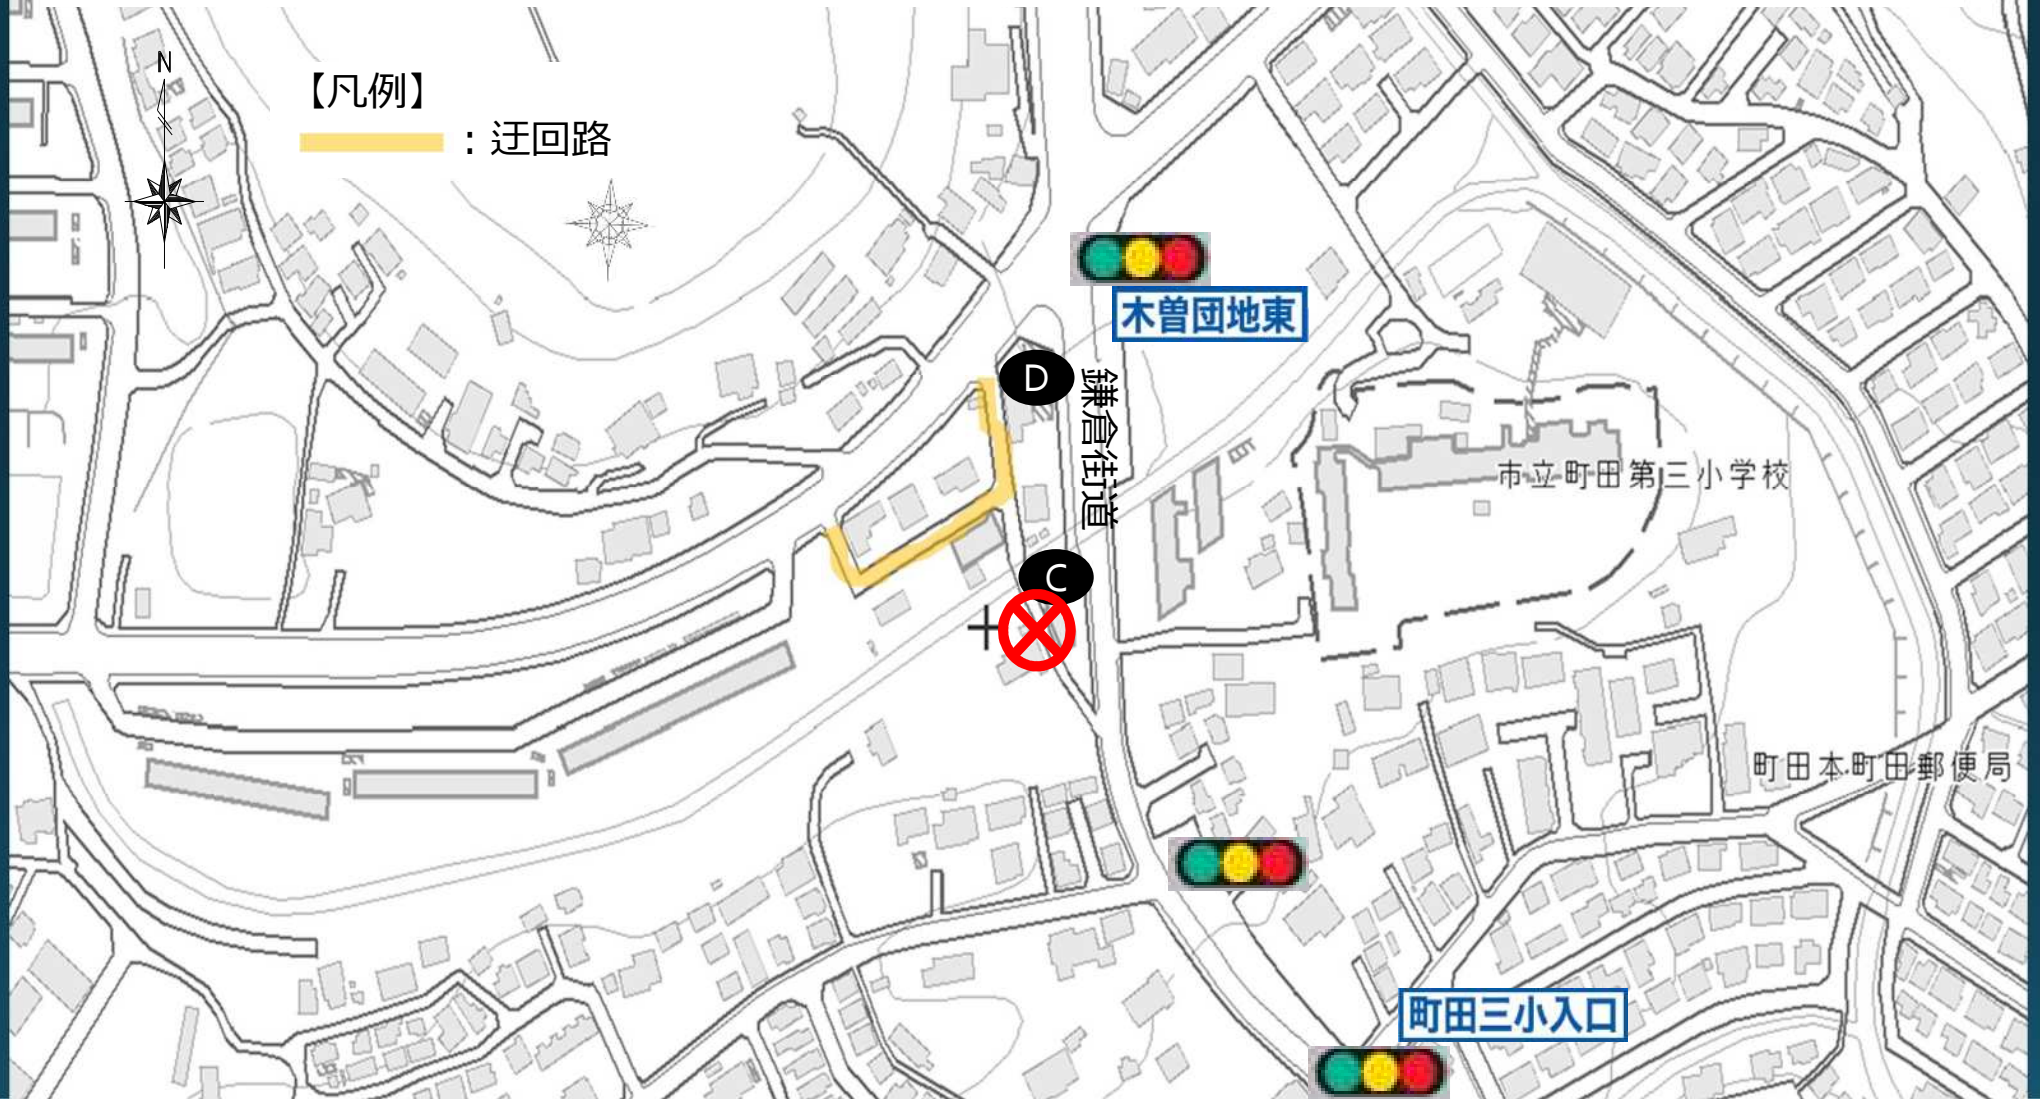 N
【凡例】
：迂回路
木曽団地東
D
鎌倉街道
市立町田第三小学校
C
町田本町田郵便局
町田三小入口